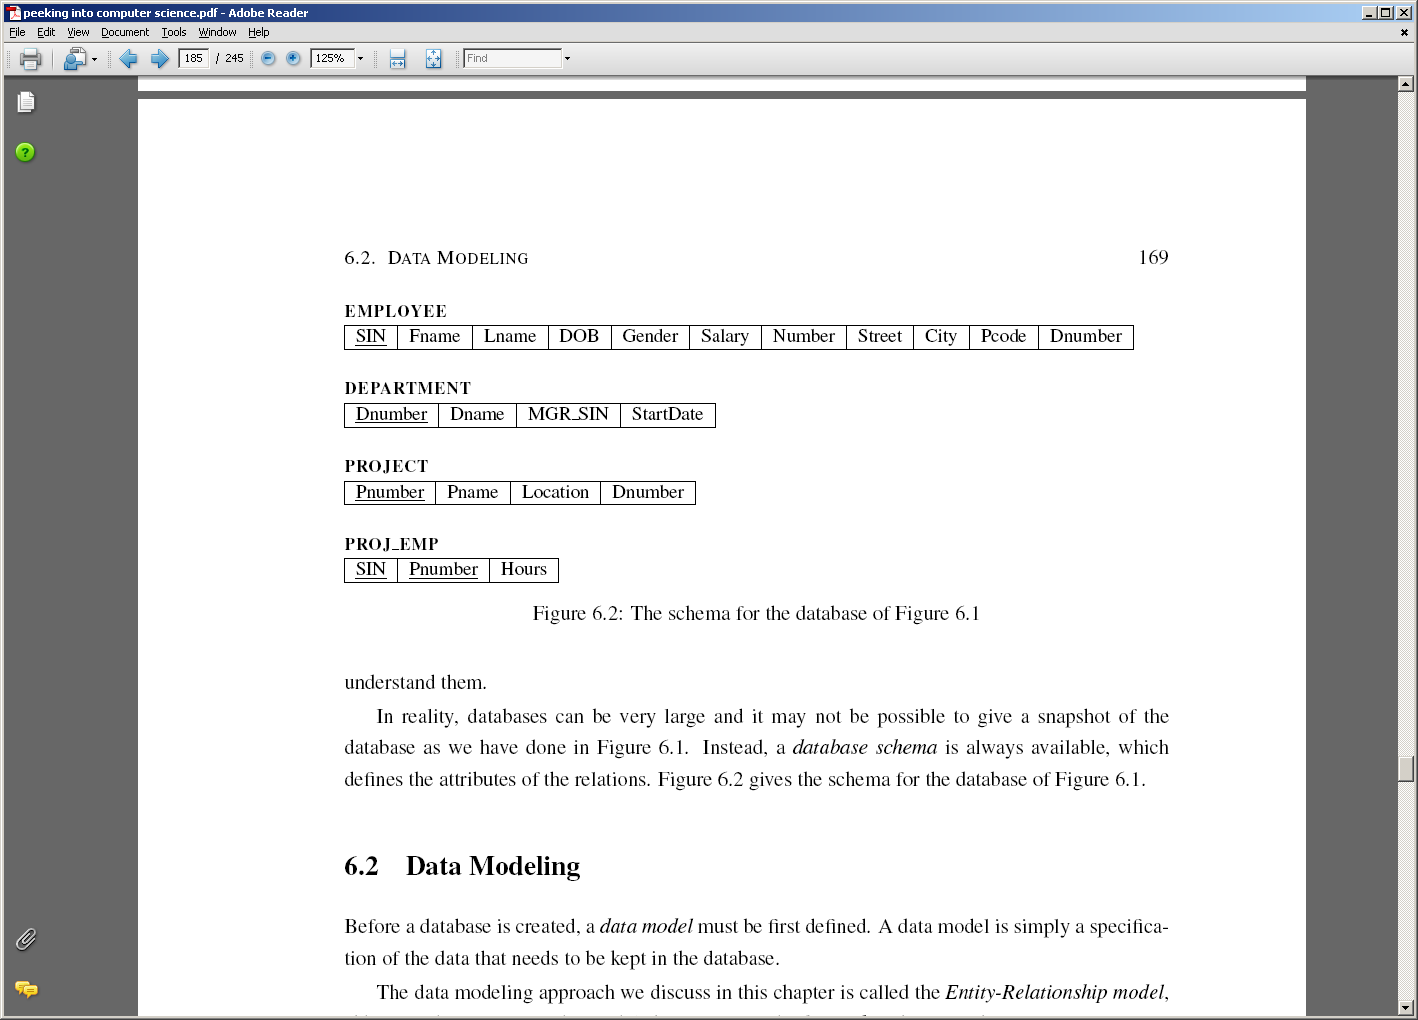 peeking into computer science.pdf - Adobe Reader
File Edit View Document Tools Window Help
185 / 245 125% Find
6.2. DATA MODELING 169
EMPLOYEE
SIN Fname Lname DOB Gender Salary Number Street City Pcode Dnumber
DEPARTMENT
Dnumber Dname MGR_SIN StartDate
PROJECT
Pnumber Pname Location Dnumber
PROJ_EMP
SIN Pnumber Hours
Figure 6.2: The schema for the database of Figure 6.1
understand them.
In reality, databases can be very large and it may not be possible to give a snapshot of the
database as we have done in Figure 6.1. Instead, a database schema is always available, which
defines the attributes of the relations. Figure 6.2 gives the schema for the database of Figure 6.1.
6.2 Data Modeling
Before a database is created, a data model must be first defined. A data model is simply a specifica-
tion of the data that needs to be kept in the database.
The data modeling approach we discuss in this chapter is called the Entity-Relationship model,